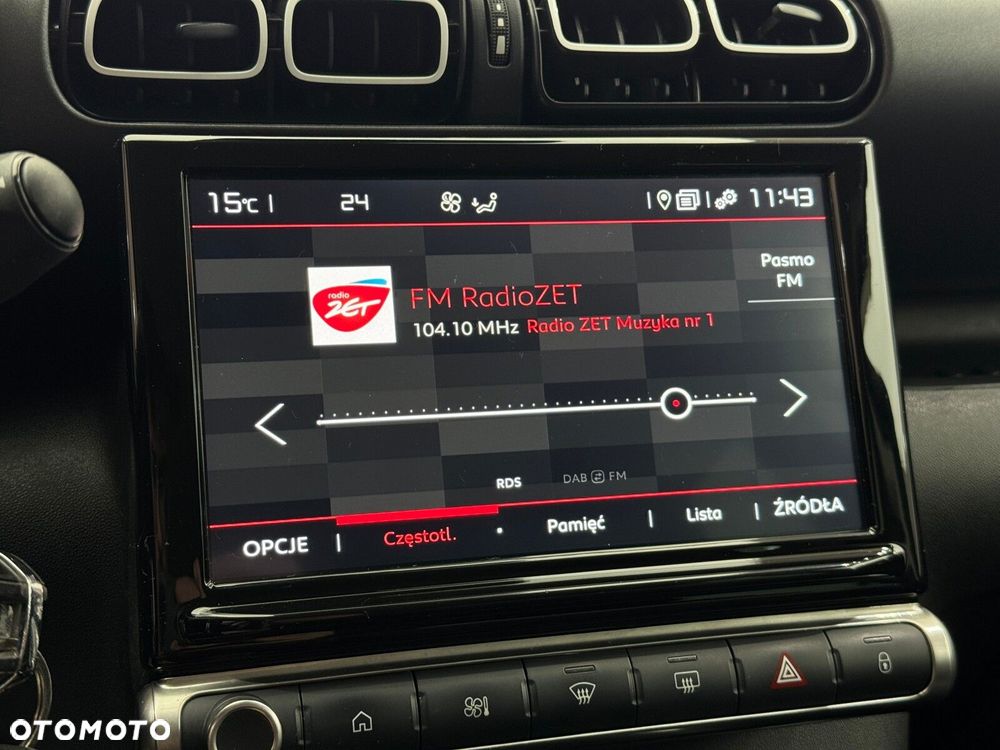 15°C | 24 11:43
Pasmo
FM
radio
ZET
FM RadioZET
104.10 MHz Radio ZET Muzyka nr 1
RDS DAB FM
OPCJE | Częstotl. • Pamięć | Lista | ŹRÓDŁA
OTOMOTO